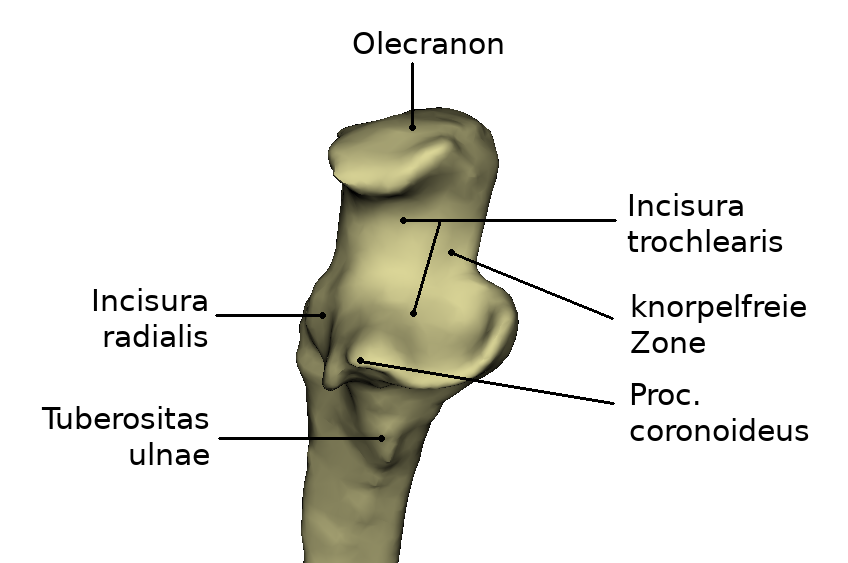 Olecranon
Incisura
trochlearis
Incisura
radialis
knorpelfreie
Zone
Proc.
coronoideus
Tuberositas
ulnae